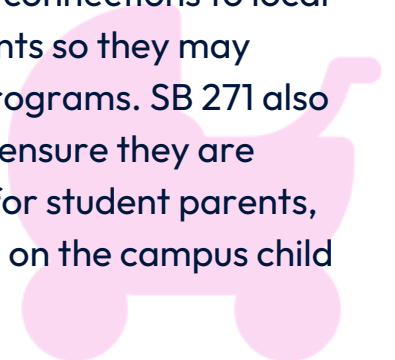 connections to local
nts so they may
rograms. SB 271 also
ensure they are
for student parents,
on the campus child